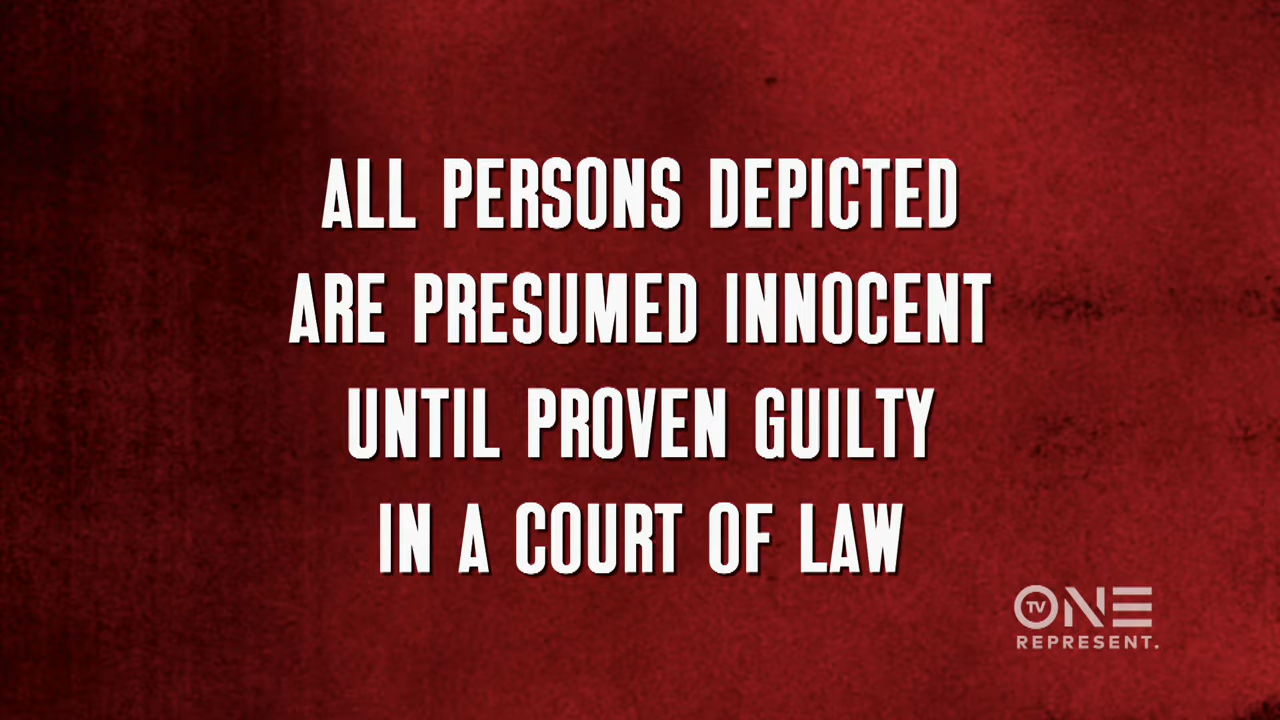 ALL PERSONS DEPICTED
ARE PRESUMED INNOCENT
UNTIL PROVEN GUILTY
IN A COURT OF LAW
TV ONE
REPRESENT.